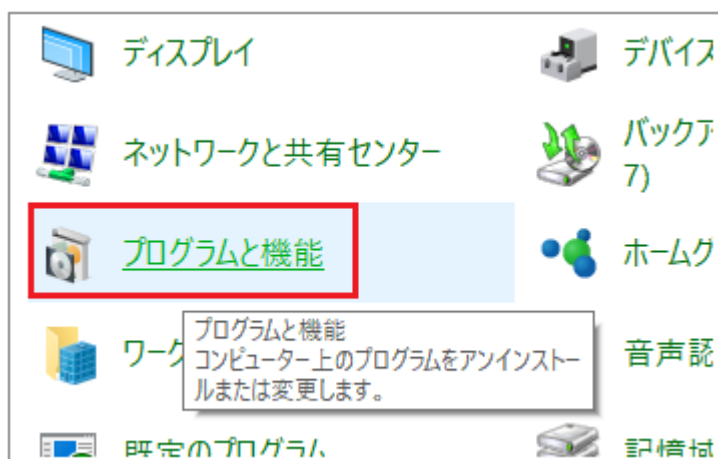 ディスプレイ
デバイス
ネットワークと共有センター
バックア
7)
プログラムと機能
ホームグ
プログラムと機能
コンピューター上のプログラムをアンインストー
ルまたは変更します。
ワーク
音声認
既定のプログラム
記憶域